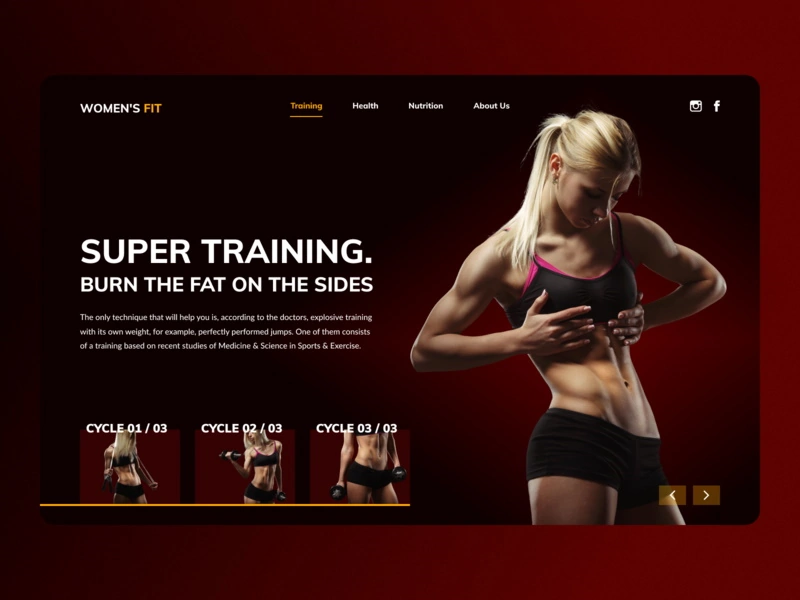 WOMEN'S FIT
Training
Health
Nutrition
About Us
SUPER TRAINING.
BURN THE FAT ON THE SIDES
The only technique that will help you is, according to the doctors, explosive training
with its own weight, for example, perfectly performed jumps. One of them consists
of a training based on recent studies of Medicine & Science in Sports & Exercise.
CYCLE 01 / 03
CYCLE 02 / 03
CYCLE 03 / 03